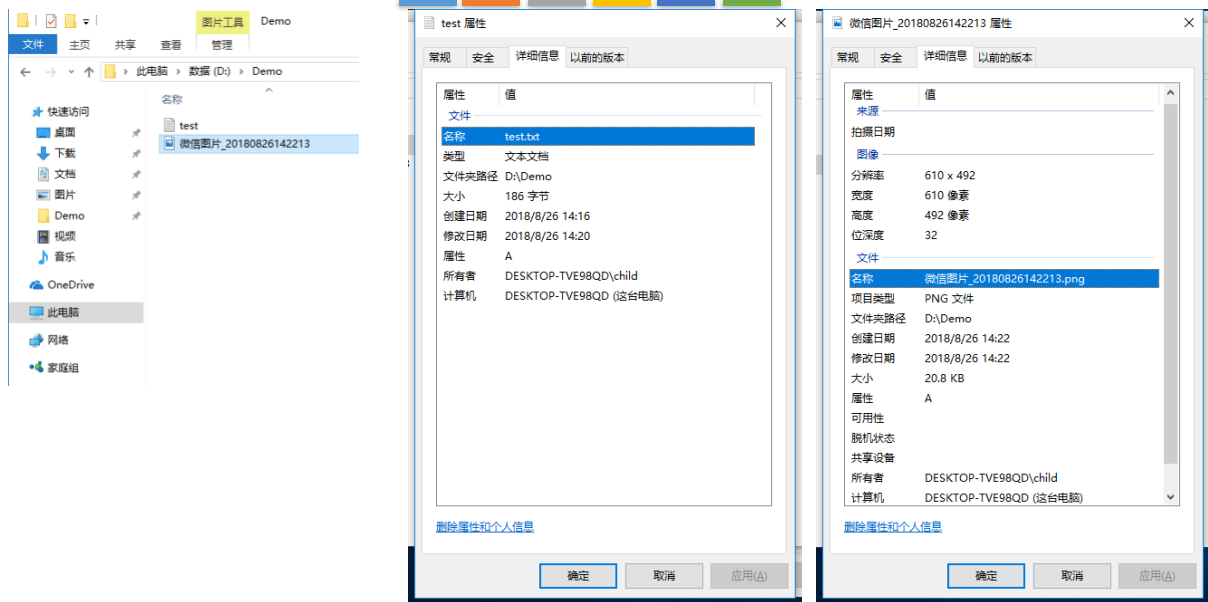 图片工具 Demo
文件 主页 共享 查看 管理
此电脑 › 数据 (D:) › Demo
名称
快速访问
桌面
下载
文档
图片
Demo
视频
音乐
OneDrive
此电脑
网络
家庭组
test
微信图片_20180826142213
test 属性
常规 安全 详细信息 以前的版本
属性 值
文件
名称 test.txt
类型 文本文档
文件夹路径 D:\Demo
大小 186 字节
创建日期 2018/8/26 14:16
修改日期 2018/8/26 14:20
属性 A
所有者 DESKTOP-TVE98QD\child
计算机 DESKTOP-TVE98QD (这台电脑)
删除属性和个人信息
确定 取消 应用(A)
微信图片_20180826142213 属性
常规 安全 详细信息 以前的版本
属性 值
来源
拍摄日期
图像
分辨率 610 x 492
宽度 610 像素
高度 492 像素
位深度 32
文件
名称 微信图片_20180826142213.png
项目类型 PNG 文件
文件夹路径 D:\Demo
创建日期 2018/8/26 14:22
修改日期 2018/8/26 14:22
大小 20.8 KB
属性 A
可用性
脱机状态
共享设备
所有者 DESKTOP-TVE98QD\child
计算机 DESKTOP-TVE98QD (这台电脑)
删除属性和个人信息
确定 取消 应用(A)